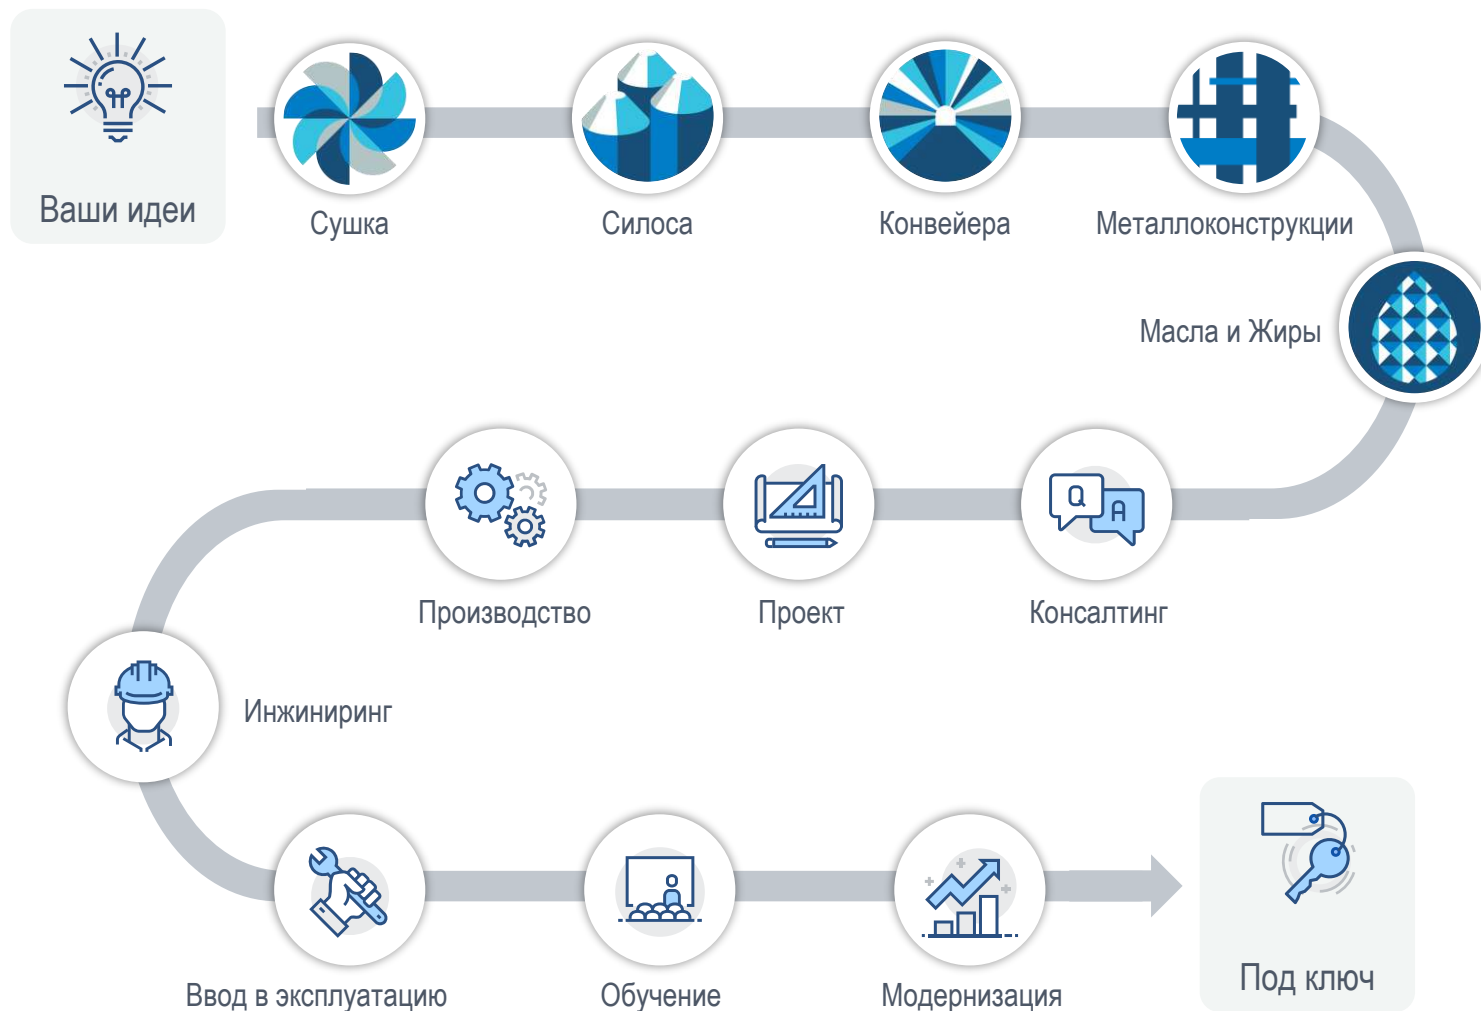 Ваши идеи
Сушка
Силоса
Конвейера
Металлоконструкции
Масла и Жиры
Q
A
Производство
Проект
Консалтинг
Инжиниринг
Ввод в эксплуатацию
Обучение
Модернизация
Под ключ